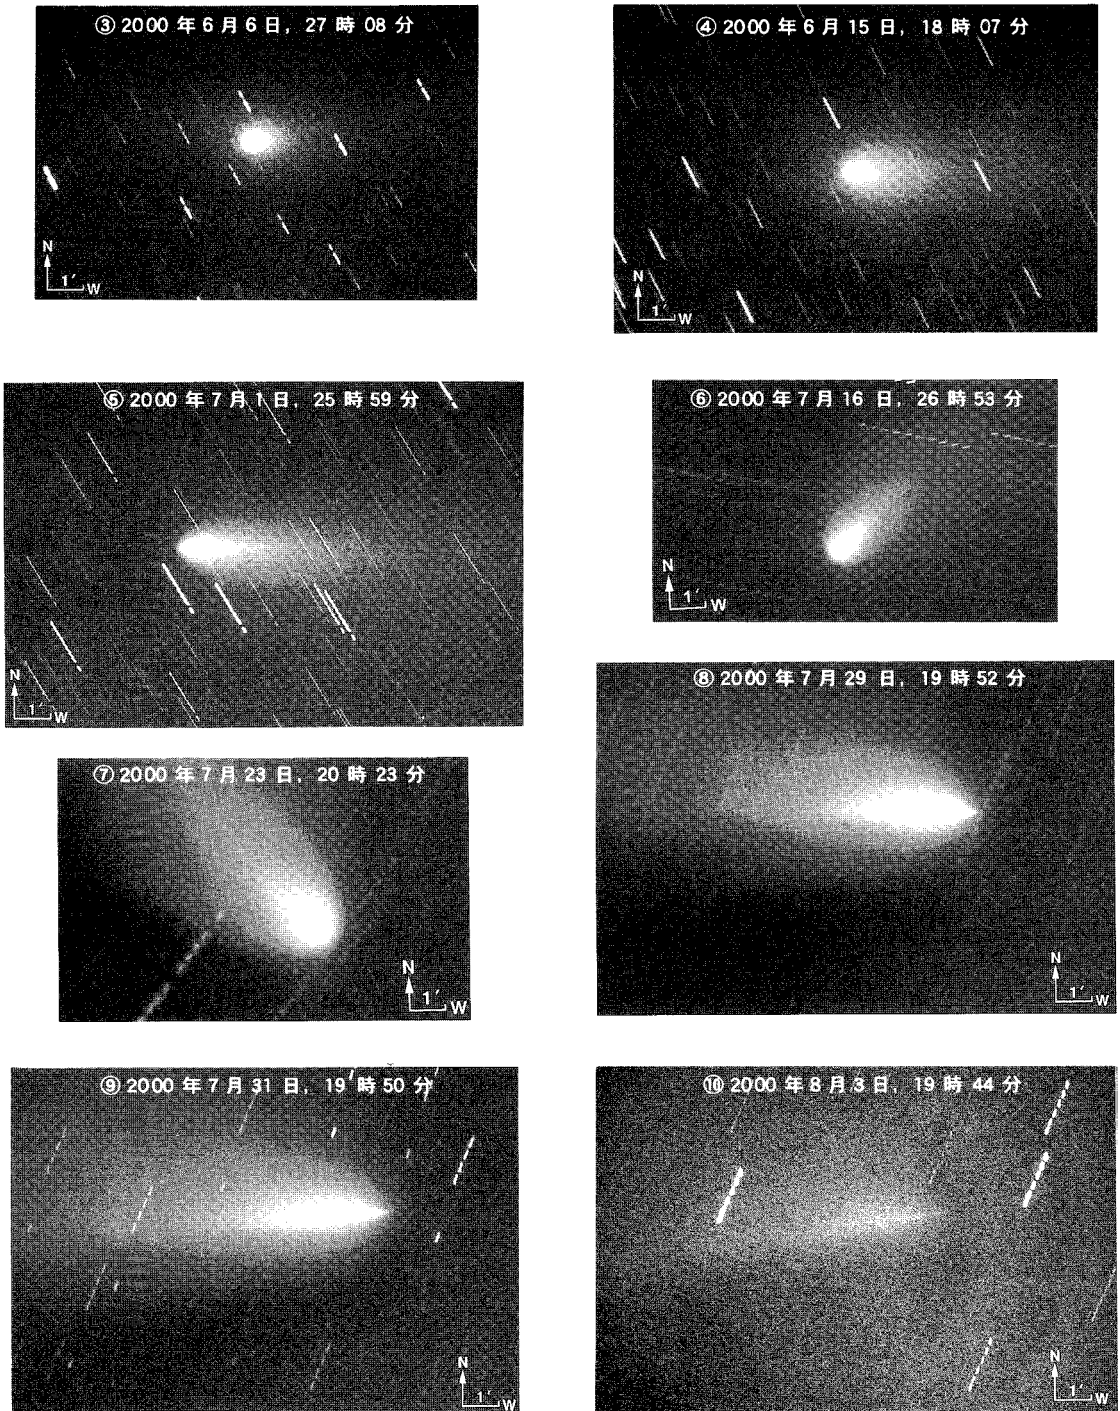 ③ 2000 年 6 月 6 日, 27 時 08 分
N
1′ W
④ 2000 年 6 月 15 日, 18 時 07 分
N
1′ W
⑤ 2000 年 7 月 1 日, 25 時 59 分
N
1′ W
⑥ 2000 年 7 月 16 日, 26 時 53 分
N
1′ W
⑦ 2000 年 7 月 23 日, 20 時 23 分
N
1′ W
⑧ 2000 年 7 月 29 日, 19 時 52 分
N
1′ W
⑨ 2000 年 7 月 31 日, 19 時 50 分
N
1′ W
⑩ 2000 年 8 月 3 日, 19 時 44 分
N
1′ W